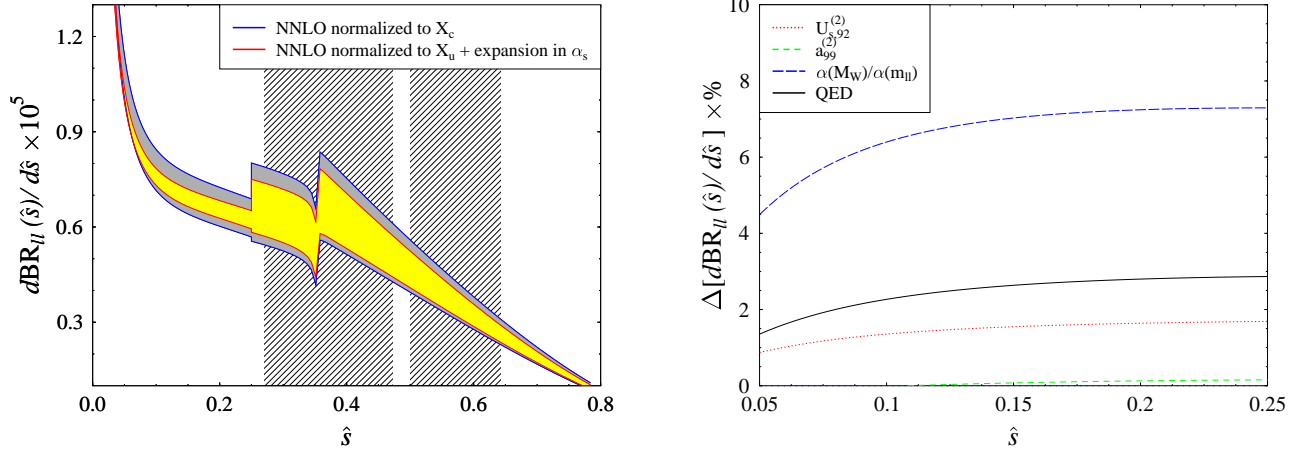 NNLO normalized to X_c
NNLO normalized to X_u + expansion in α_s
dBR_ll (ŝ)/ dŝ ×10^5
1.2
0.9
0.6
0.3
0.0
0.2
0.4
0.6
0.8
ŝ
U_s,92^(2)
a_99^(2)
α(M_W)/α(m_ll)
QED
Δ[dBR_ll (ŝ)/ dŝ ] ×%
10
8
6
4
2
0
0.05
0.1
0.15
0.2
0.25
ŝ